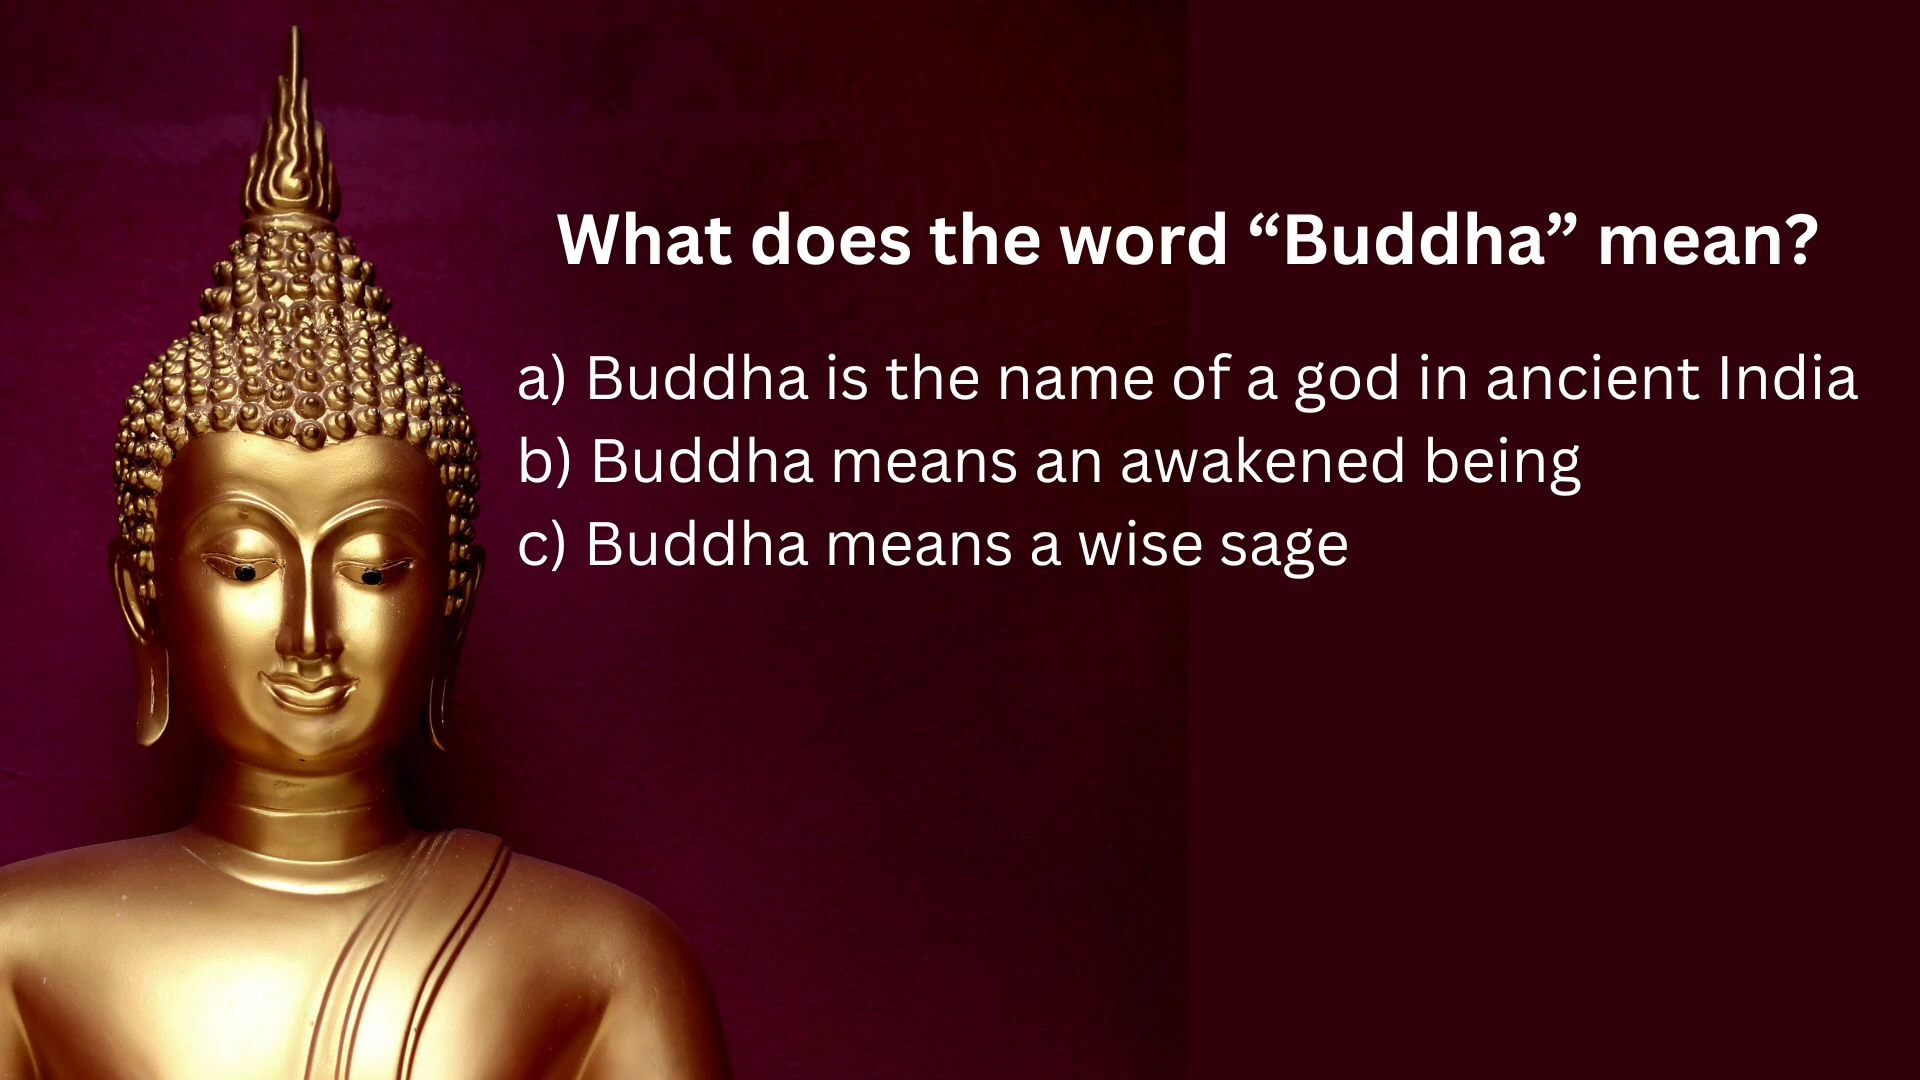 What does the word “Buddha” mean?
a) Buddha is the name of a god in ancient India
b) Buddha means an awakened being
c) Buddha means a wise sage